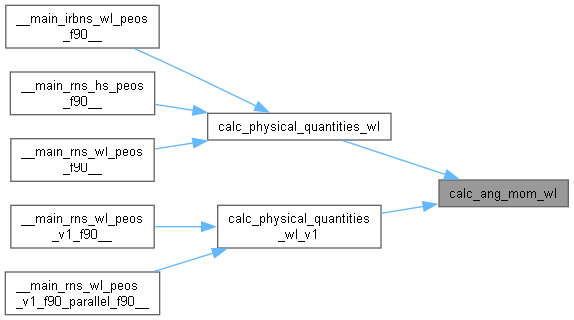 __main_irbns_wl_peos
_f90__
__main_rns_hs_peos
_f90__
calc_physical_quantities_wl
__main_rns_wl_peos
_f90__
calc_ang_mom_wl
__main_rns_wl_peos
_v1_f90__
calc_physical_quantities
_wl_v1
__main_rns_wl_peos
_v1_f90_parallel_f90__